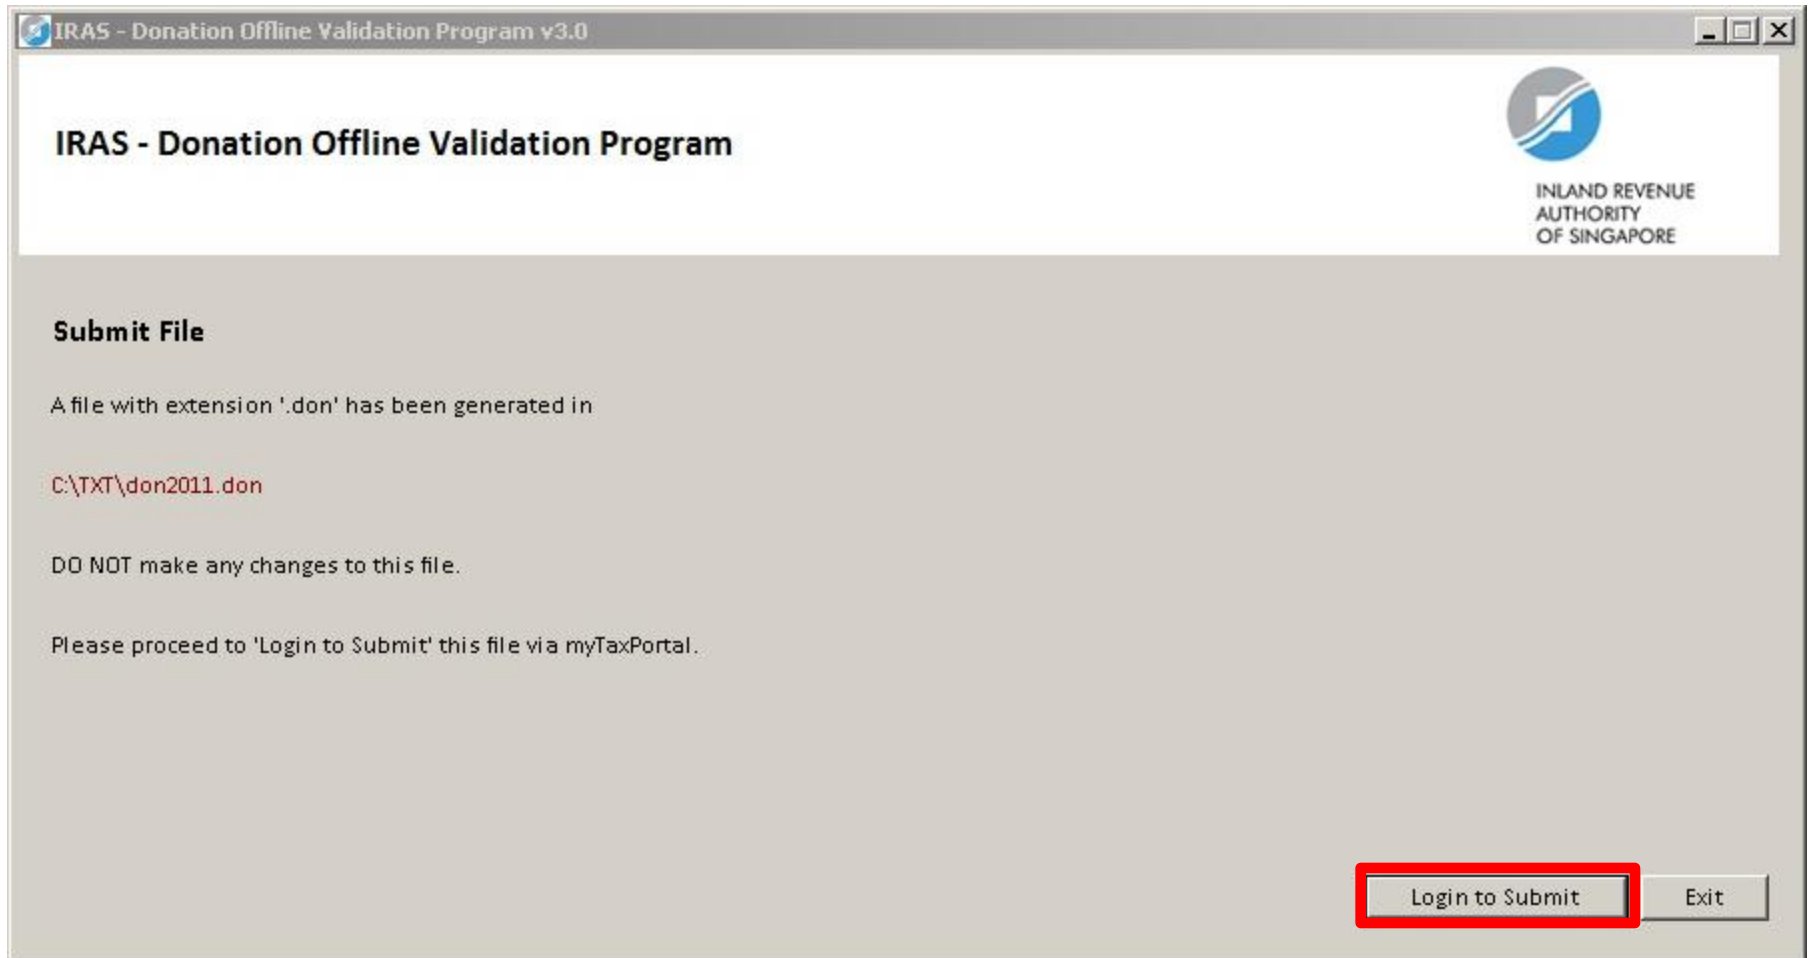 IRAS - Donation Offline Validation Program v3.0
IRAS - Donation Offline Validation Program
INLAND REVENUE
AUTHORITY
OF SINGAPORE
Submit File
A file with extension '.don' has been generated in
C:\TXT\don2011.don
DO NOT make any changes to this file.
Please proceed to 'Login to Submit' this file via myTaxPortal.
Login to Submit
Exit